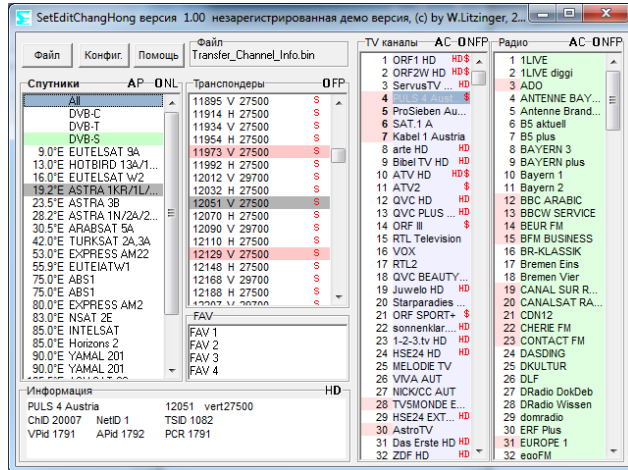 SetEditChangHong версия 1.00 незарегистрированная демо версия, (c) by W.Litzinger, 2...
Файл Конфиг. Помощь
Файл
Transfer_Channel_Info.bin
Спутники A P O N L
All
DVB-C
DVB-T
DVB-S
9.0°E EUTELSAT 9A
13.0°E HOTBIRD 13A/1...
16.0°E EUTELSAT W2
19.2°E ASTRA 1KR/1L/...
23.5°E ASTRA 3B
28.2°E ASTRA 1N/2A/2...
30.5°E ARABSAT 5A
42.0°E TURKSAT 2A,3A
53.0°E EXPRESS AM22
55.9°E EUTEIATW1
75.0°E ABS1
75.0°E ABS1
80.0°E EXPRESS AM2
83.0°E NSAT 2E
85.0°E INTELSAT
85.0°E Horizons 2
90.0°E YAMAL 201
90.0°E YAMAL 201
Транспондеры O F P
11895 V 27500 S
11914 H 27500 S
11934 V 27500 S
11954 H 27500 S
11973 V 27500 S
11992 H 27500 S
12012 V 29700 S
12032 H 27500 S
12051 V 27500 S
12070 H 27500 S
12090 V 29700 S
12110 H 27500 S
12129 V 27500 S
12148 H 27500 S
12168 V 29700 S
12188 H 27500 S
12207 V 29700 S
FAV
FAV 1
FAV 2
FAV 3
FAV 4
TV каналы A C O N F P
1 ORF1 HD HD $
2 ORF2W HD HD $
3 ServusTV ... HD
4 PULS 4 Aust... $
5 ProSieben Au...
6 SAT.1 A
7 Kabel 1 Austria
8 arte HD HD
9 Bibel TV HD HD
10 ATV HD HD $
11 ATV2 $
12 QVC HD HD
13 QVC PLUS ... HD
14 ORF III $
15 RTL Television
16 VOX
17 RTL2
18 QVC BEAUTY...
19 Juwelo HD HD
20 Starparadies ...
21 ORF SPORT+ $
22 sonnenklar.... HD
23 1-2-3.tv HD HD
24 HSE24 HD HD
25 MELODIE TV
26 VIVA AUT
27 NICK/CC AUT
28 TV5MONDE E...
29 HSE24 EXT... HD
30 AstroTV
31 Das Erste HD HD
32 ZDF HD HD
Радио A C O N F P
1 1LIVE
2 1LIVE diggi
3 ADO
4 ANTENNE BAY...
5 Antenne Brand...
6 B5 aktuell
7 B5 plus
8 BAYERN 3
9 BAYERN plus
10 Bayern 1
11 Bayern 2
12 BBC ARABIC
13 BBCW SERVICE
14 BEUR FM
15 BFM BUSINESS
16 BR-KLASSIK
17 Bremen Eins
18 Bremen Vier
19 CANAL SUR R...
20 CANALSAT RA...
21 CDN12
22 CHERIE FM
23 CONTACT FM
24 DASDING
25 DKULTUR
26 DLF
27 DRadio DokDeb
28 DRadio Wissen
29 domradio
30 ERF Plus
31 EUROPE 1
32 egoFM
Информация HD
PULS 4 Austria 12051 vert27500
ChID 20007 NetID 1 TSID 1082
VPid 1791 APid 1792 PCR 1791